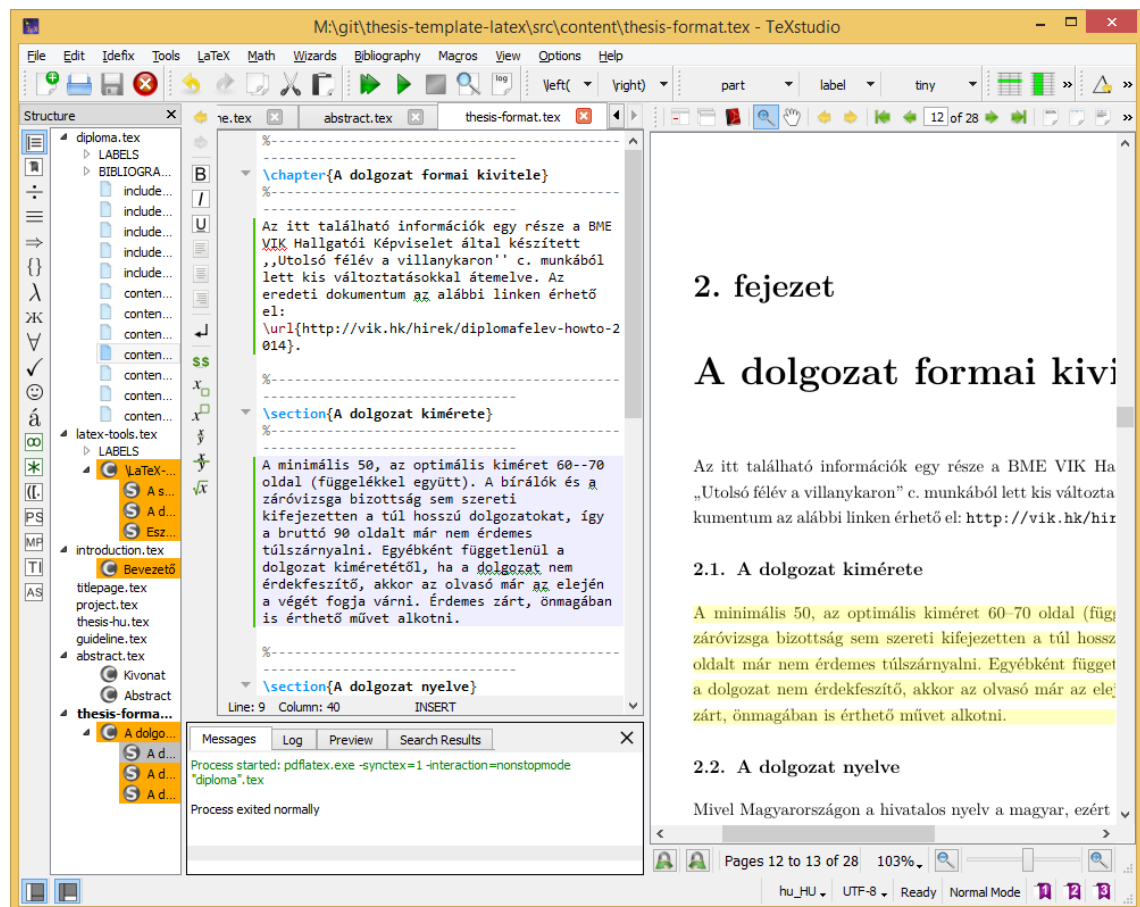 M:\git\thesis-template-latex\src\content\thesis-format.tex - TeXstudio
File Edit Idefix Tools LaTeX Math Wizards Bibliography Macros View Options Help
log \left( \right) part label tiny »  »
Structure
diploma.tex
LABELS
BIBLIOGRA...
include...
include...
include...
include...
include...
conten...
conten...
conten...
conten...
conten...
conten...
conten...
latex-tools.tex
LABELS
\LaTeX-...
A s...
A d...
Esz...
introduction.tex
Bevezető
titlepage.tex
project.tex
thesis-hu.tex
guideline.tex
abstract.tex
Kivonat
Abstract
thesis-forma...
A dolgo...
A d...
A d...
A d...
PS
MP
TI
AS
B
I
U
$$
ne.tex abstract.tex thesis-format.tex
%------------------------------------------
----------------------------------
\chapter{A dolgozat formai kivitele}
%------------------------------------------
----------------------------------
Az itt található információk egy része a BME
VIK Hallgatói Képviselet által készített
,,Utolsó félév a villanykaron'' c. munkából
lett kis változtatásokkal átemelve. Az
eredeti dokumentum az alábbi linken érhető
el:
\url{http://vik.hk/hirek/diplomafelev-howto-2
014}.
%------------------------------------------
----------------------------------
\section{A dolgozat kimérete}
%------------------------------------------
----------------------------------
A minimális 50, az optimális kiméret 60--70
oldal (függelékkel együtt). A bírálók és a
záróvizsga bizottság sem szereti
kifejezetten a túl hosszú dolgozatokat, így
a bruttó 90 oldalt már nem érdemes
túlszárnyalni. Egyébként függetlenül a
dolgozat kiméretétől, ha a dolgozat nem
érdekfeszítő, akkor az olvasó már az elején
a végét fogja várni. Érdemes zárt, önmagában
is érthető művet alkotni.
%------------------------------------------
----------------------------------
\section{A dolgozat nyelve}
Line: 9 Column: 40 INSERT
Messages Log Preview Search Results
Process started: pdflatex.exe -synctex=1 -interaction=nonstopmode
"diploma".tex
Process exited normally
12 of 28 »
2. fejezet
A dolgozat formai kivi
Az itt található információk egy része a BME VIK Ha
„Utolsó félév a villanykaron” c. munkából lett kis változta
kumentum az alábbi linken érhető el: http://vik.hk/hir
2.1. A dolgozat kimérete
A minimális 50, az optimális kiméret 60–70 oldal (függ
záróvizsga bizottság sem szereti kifejezetten a túl hossz
oldalt már nem érdemes túlszárnyalni. Egyébként függet
a dolgozat nem érdekfeszítő, akkor az olvasó már az elej
zárt, önmagában is érthető művet alkotni.
2.2. A dolgozat nyelve
Mivel Magyarországon a hivatalos nyelv a magyar, ezért
Pages 12 to 13 of 28 103%
hu_HU UTF-8 Ready Normal Mode 1 2 3